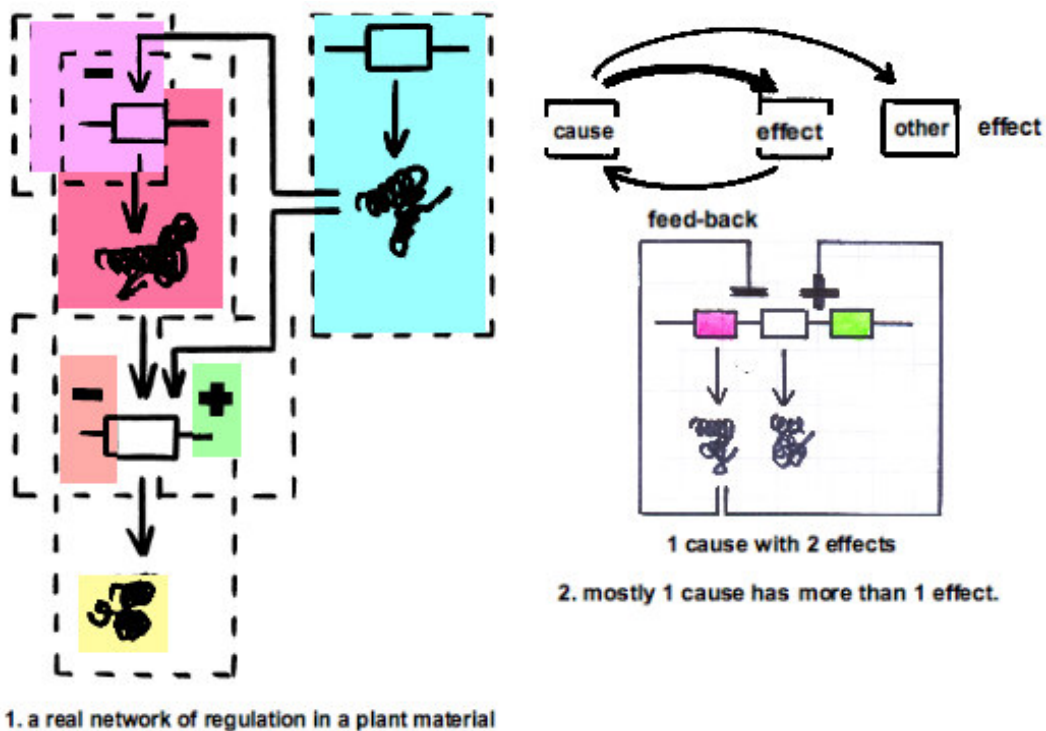 cause
effect
other
effect
feed-back
1 cause with 2 effects
2. mostly 1 cause has more than 1 effect.
1. a real network of regulation in a plant material